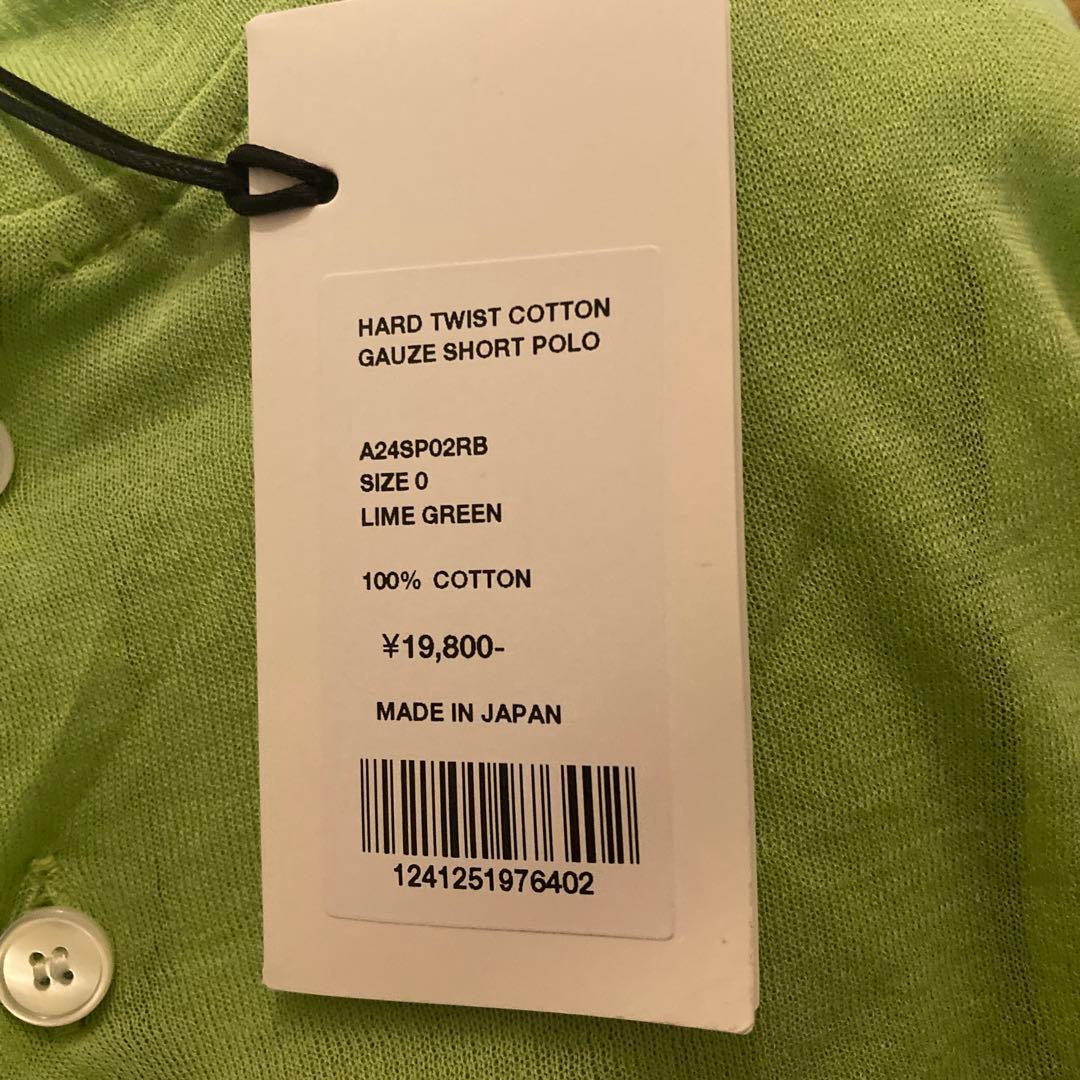 HARD TWIST COTTON
GAUZE SHORT POLO
A24SP02RB
SIZE 0
LIME GREEN
100% COTTON
¥19,800-
MADE IN JAPAN
1241251976402